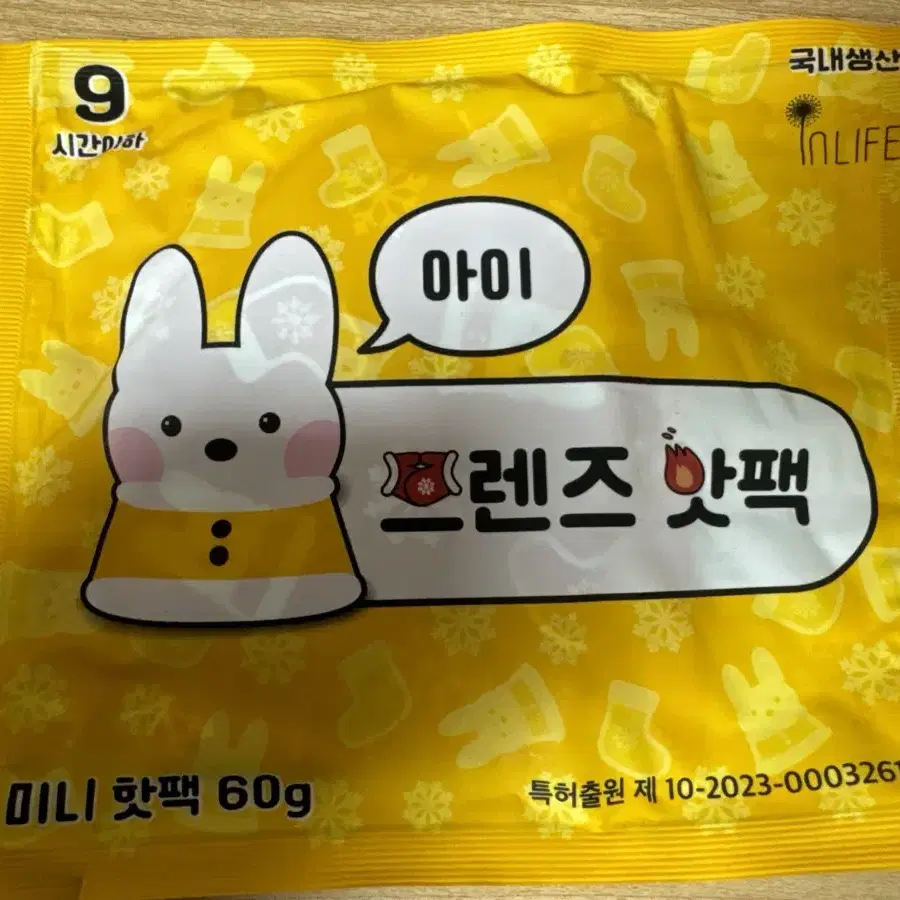 9
시간이하
국내생산
inLIFE
아이
프렌즈 핫팩
미니 핫팩 60g
특허출원 제 10-2023-0003261